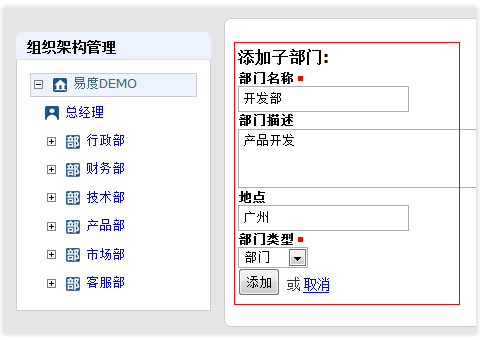 组织架构管理
易度DEMO
总经理
部 行政部
部 财务部
部 技术部
部 产品部
部 市场部
部 客服部
添加子部门:
部门名称
开发部
部门描述
产品开发
地点
广州
部门类型
部门
添加 或 取消